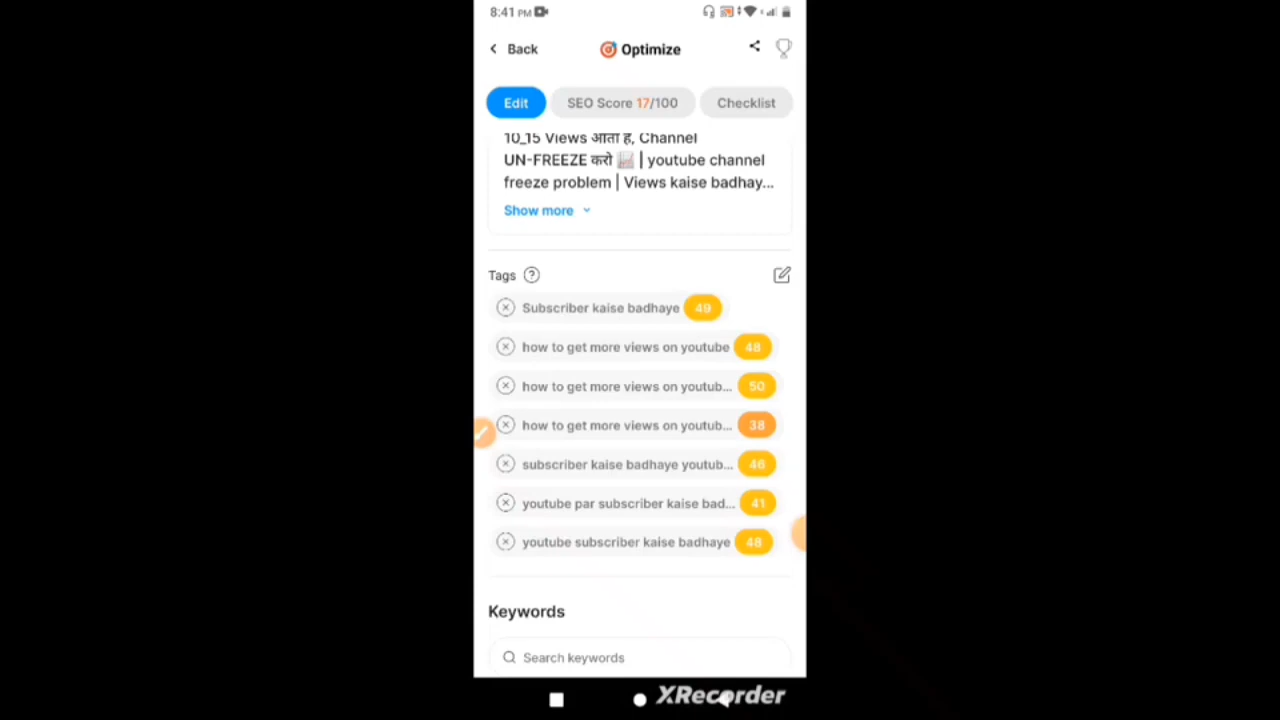 8:41 PM
Back
Optimize
Edit
SEO Score 17/100
Checklist
10_15 Views आता है, Channel
UN-FREEZE करो 📈 | youtube channel
freeze problem | Views kaise badhay...
Show more
Tags ?
Subscriber kaise badhaye 49
how to get more views on youtube 48
how to get more views on youtub... 50
how to get more views on youtub... 38
subscriber kaise badhaye youtub... 46
youtube par subscriber kaise bad... 41
youtube subscriber kaise badhaye 48
Keywords
Search keywords
XRecorder